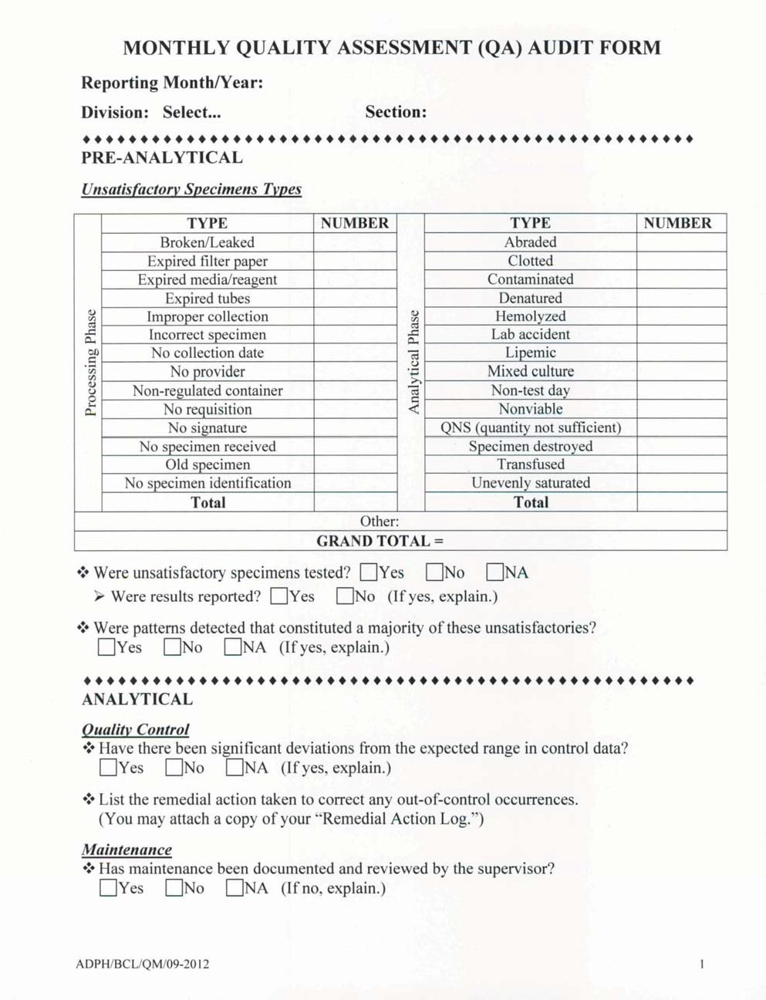 MONTHLY QUALITY ASSESSMENT (QA) AUDIT FORM
Reporting Month/Year:
Division: Select... Section:
PRE-ANALYTICAL
Unsatisfactory Specimens Types
TYPE NUMBER TYPE NUMBER
Processing Phase
Analytical Phase
Broken/Leaked Abraded
Expired filter paper Clotted
Expired media/reagent Contaminated
Expired tubes Denatured
Improper collection Hemolyzed
Incorrect specimen Lab accident
No collection date Lipemic
No provider Mixed culture
Non-regulated container Non-test day
No requisition Nonviable
No signature QNS (quantity not sufficient)
No specimen received Specimen destroyed
Old specimen Transfused
No specimen identification Unevenly saturated
Total Total
Other:
GRAND TOTAL =
❖ Were unsatisfactory specimens tested? ☐Yes ☐No ☐NA
➢ Were results reported? ☐Yes ☐No (If yes, explain.)
❖ Were patterns detected that constituted a majority of these unsatisfactories?
☐Yes ☐No ☐NA (If yes, explain.)
ANALYTICAL
Quality Control
❖ Have there been significant deviations from the expected range in control data?
☐Yes ☐No ☐NA (If yes, explain.)
❖ List the remedial action taken to correct any out-of-control occurrences.
(You may attach a copy of your “Remedial Action Log.”)
Maintenance
❖ Has maintenance been documented and reviewed by the supervisor?
☐Yes ☐No ☐NA (If no, explain.)
ADPH/BCL/QM/09-2012 1